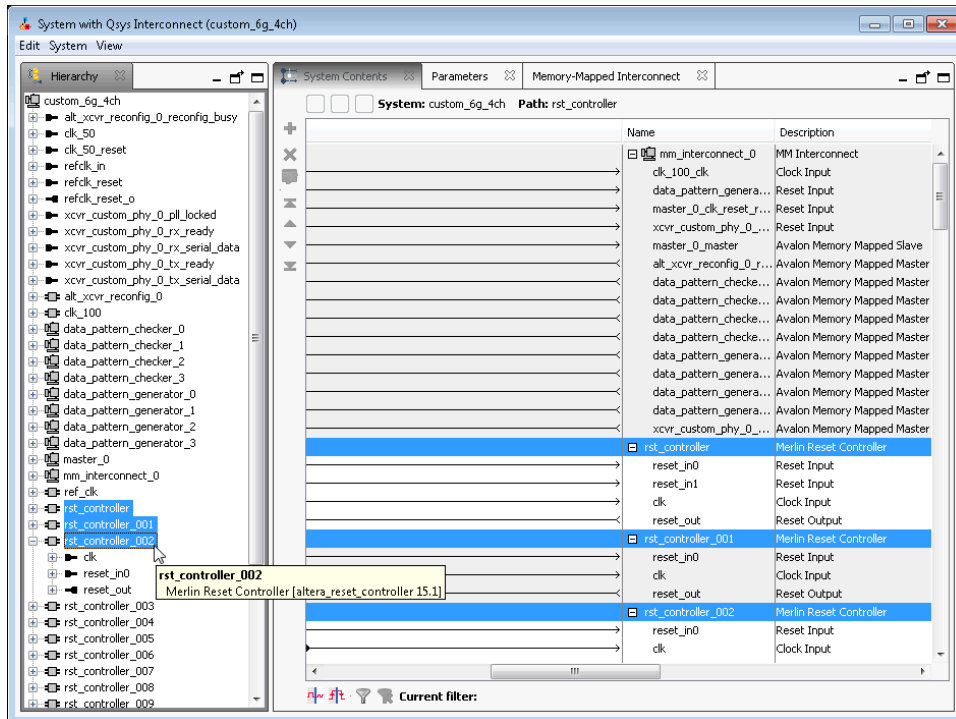 System with Qsys Interconnect (custom_6g_4ch)
Edit System View
Hierarchy
custom_6g_4ch
alt_xcvr_reconfig_0_reconfig_busy
clk_50
clk_50_reset
refclk_in
refclk_reset
refclk_reset_o
xcvr_custom_phy_0_pll_locked
xcvr_custom_phy_0_rx_ready
xcvr_custom_phy_0_rx_serial_data
xcvr_custom_phy_0_tx_ready
xcvr_custom_phy_0_tx_serial_data
alt_xcvr_reconfig_0
clk_100
data_pattern_checker_0
data_pattern_checker_1
data_pattern_checker_2
data_pattern_checker_3
data_pattern_generator_0
data_pattern_generator_1
data_pattern_generator_2
data_pattern_generator_3
master_0
mm_interconnect_0
ref_clk
rst_controller
rst_controller_001
rst_controller_002
clk
reset_in0
reset_out
rst_controller_003
rst_controller_004
rst_controller_005
rst_controller_006
rst_controller_007
rst_controller_008
rst_controller_009
rst_controller_002
Merlin Reset Controller [altera_reset_controller 15.1]
System Contents Parameters Memory-Mapped Interconnect
System: custom_6g_4ch Path: rst_controller
Name Description
mm_interconnect_0 MM Interconnect
clk_100_clk Clock Input
data_pattern_genera... Reset Input
master_0_clk_reset_r... Reset Input
xcvr_custom_phy_0_... Reset Input
master_0_master Avalon Memory Mapped Slave
alt_xcvr_reconfig_0_r... Avalon Memory Mapped Master
data_pattern_checke... Avalon Memory Mapped Master
data_pattern_checke... Avalon Memory Mapped Master
data_pattern_checke... Avalon Memory Mapped Master
data_pattern_checke... Avalon Memory Mapped Master
data_pattern_genera... Avalon Memory Mapped Master
data_pattern_genera... Avalon Memory Mapped Master
data_pattern_genera... Avalon Memory Mapped Master
data_pattern_genera... Avalon Memory Mapped Master
xcvr_custom_phy_0_... Avalon Memory Mapped Master
rst_controller Merlin Reset Controller
reset_in0 Reset Input
reset_in1 Reset Input
clk Clock Input
reset_out Reset Output
rst_controller_001 Merlin Reset Controller
reset_in0 Reset Input
clk Clock Input
reset_out Reset Output
rst_controller_002 Merlin Reset Controller
reset_in0 Reset Input
clk Clock Input
Current filter: